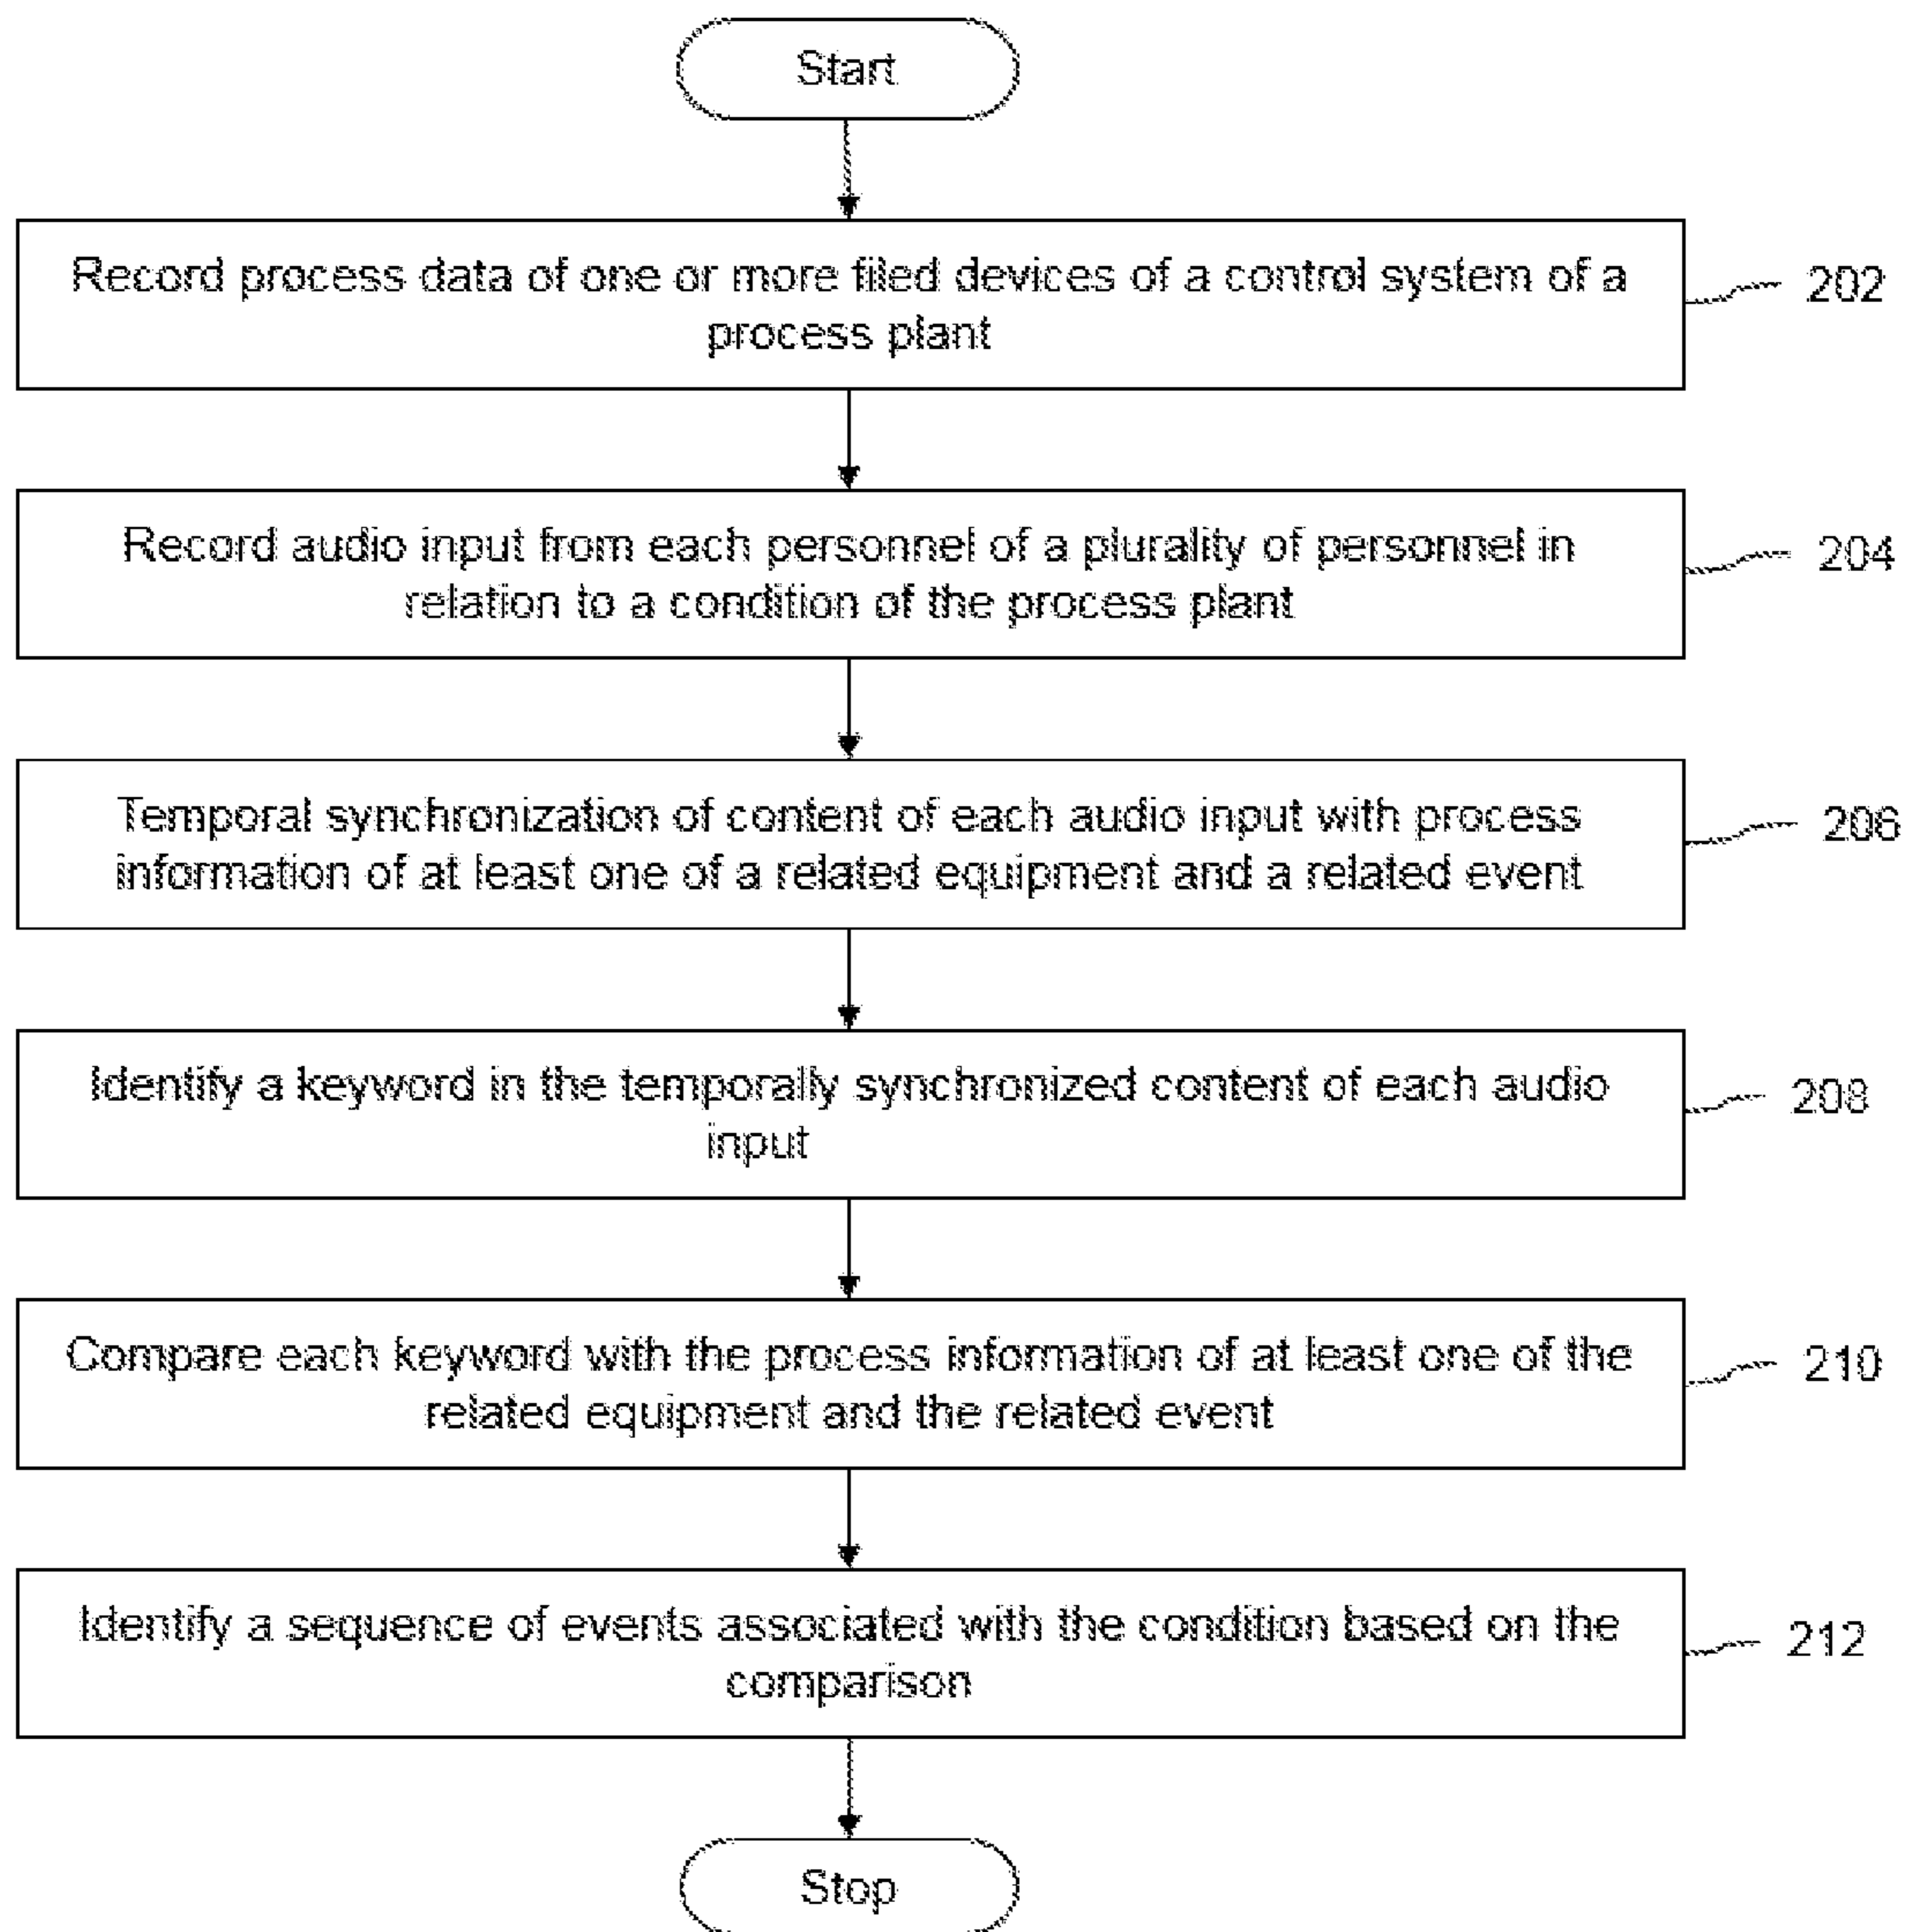 Start
Record process data of one or more filed devices of a control system of a
process plant
202
Record audio input from each personnel of a plurality of personnel in
relation to a condition of the process plant
204
Temporal synchronization of content of each audio input with process
information of at least one of a related equipment and a related event
206
Identify a keyword in the temporally synchronized content of each audio
input
208
Compare each keyword with the process information of at least one of the
related equipment and the related event
210
Identify a sequence of events associated with the condition based on the
comparison
212
Stop